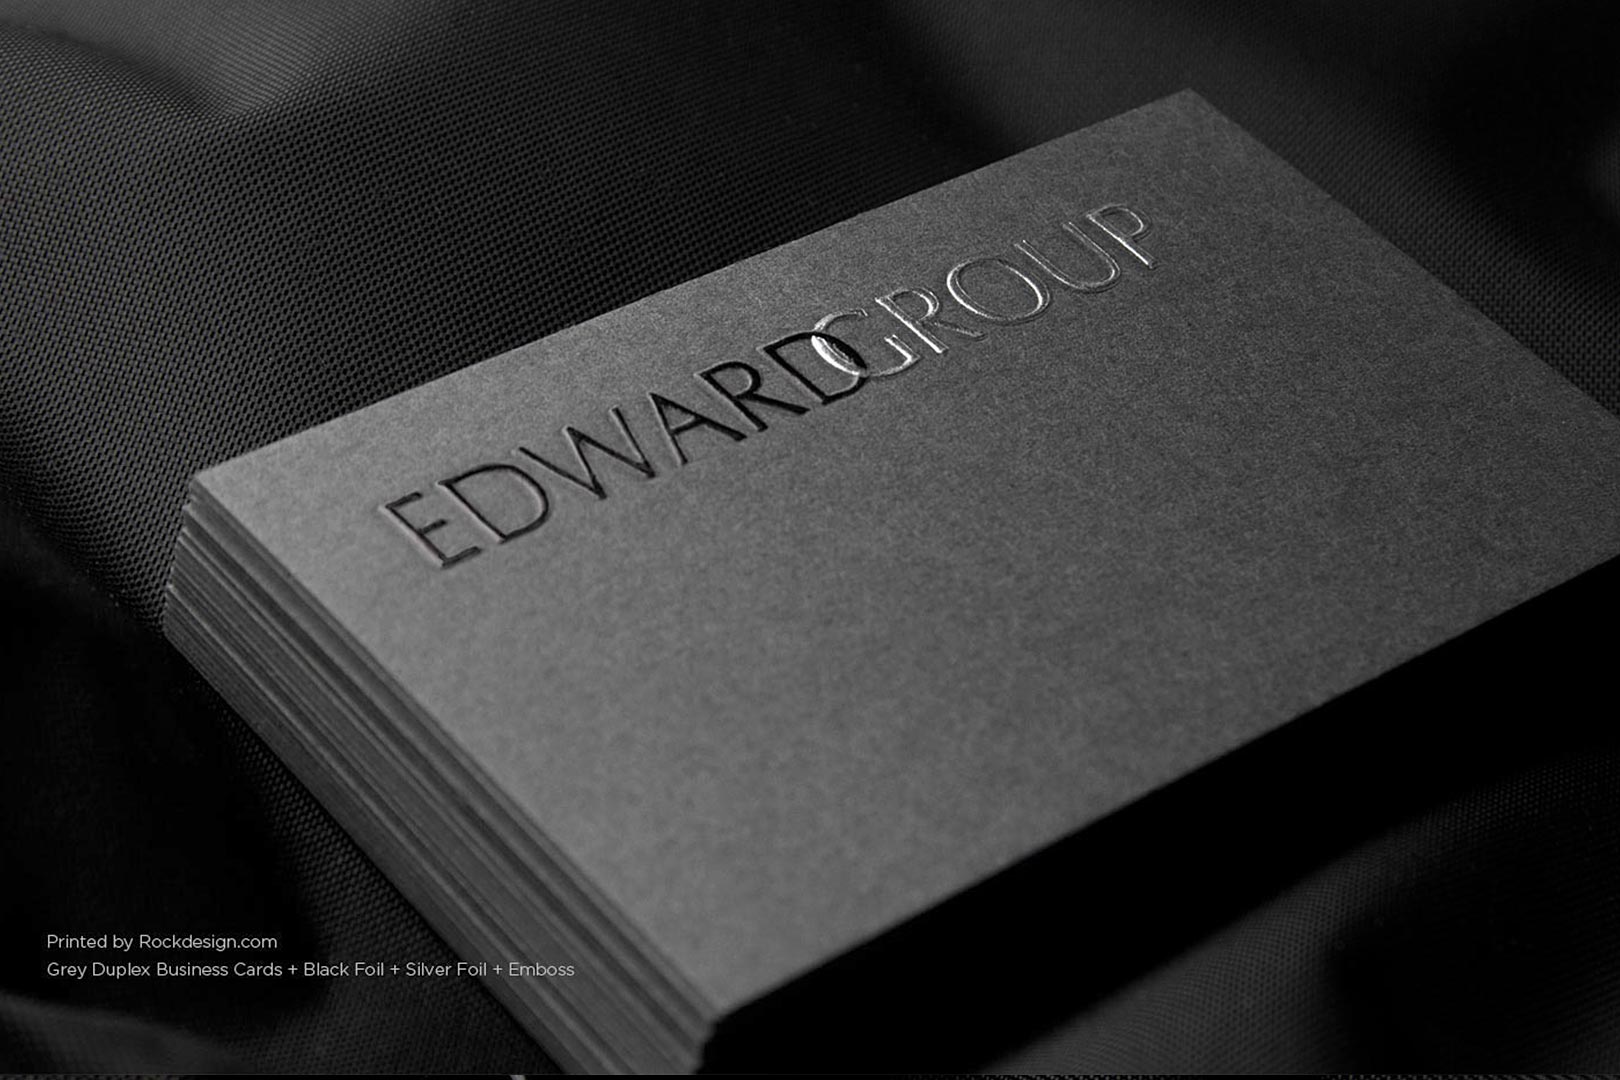 EDWARDGROUP
Printed by Rockdesign.com
Grey Duplex Business Cards + Black Foil + Silver Foil + Emboss